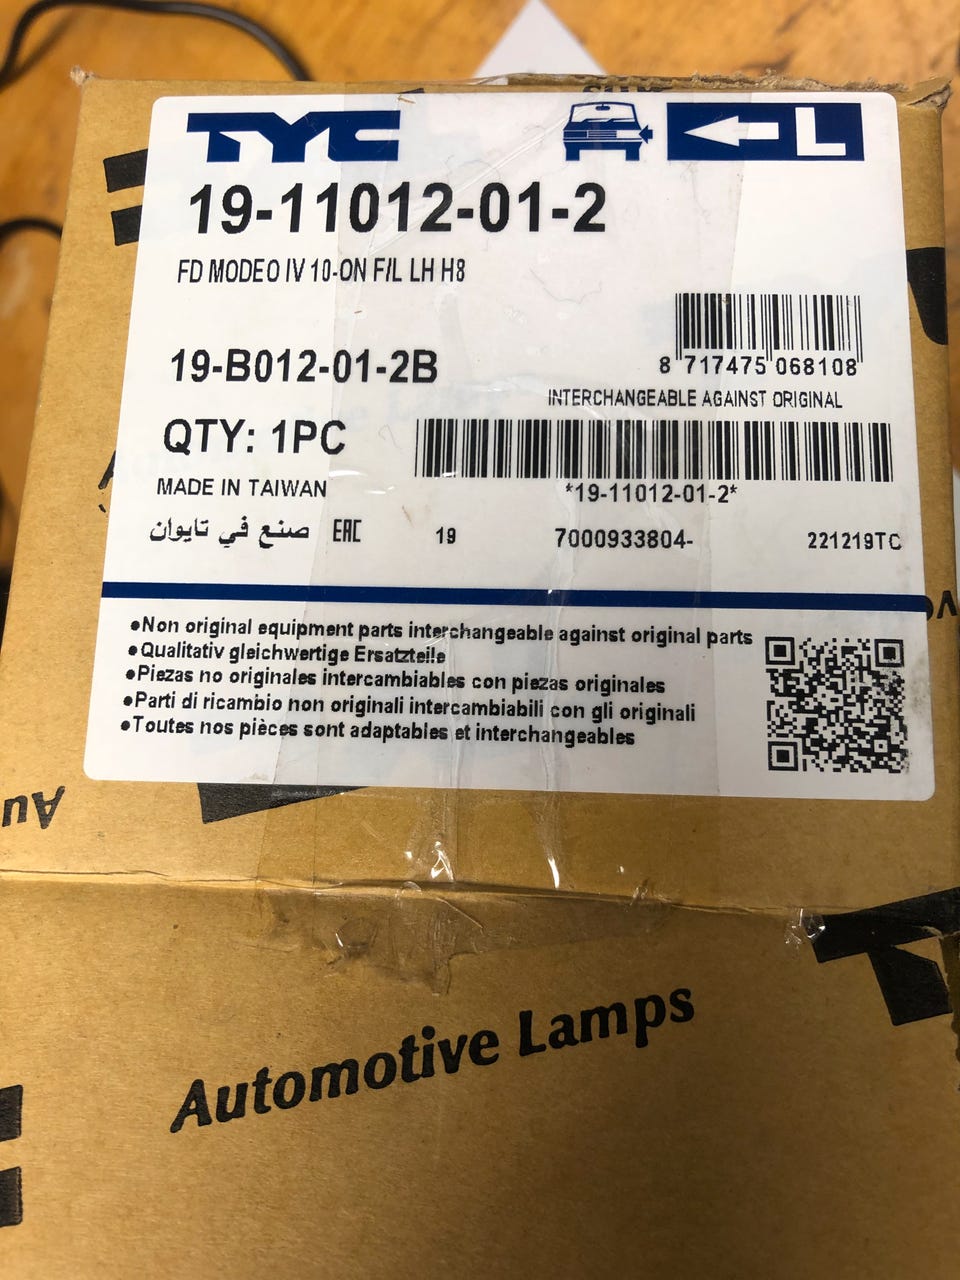 TYC L
19-11012-01-2
FD MODEO IV 10-ON F/L LH H8
8 717475 068108
19-B012-01-2B
INTERCHANGEABLE AGAINST ORIGINAL
QTY: 1PC
*19-11012-01-2*
MADE IN TAIWAN
صنع في تايوان EAC 19 7000933804- 221219TC
•Non original equipment parts interchangeable against original parts
•Qualitativ gleichwertige Ersatzteile
•Piezas no originales intercambiables con piezas originales
•Parti di ricambio non originali intercambiabili con gli originali
•Toutes nos pièces sont adaptables et interchangeables
Au
Automotive Lamps